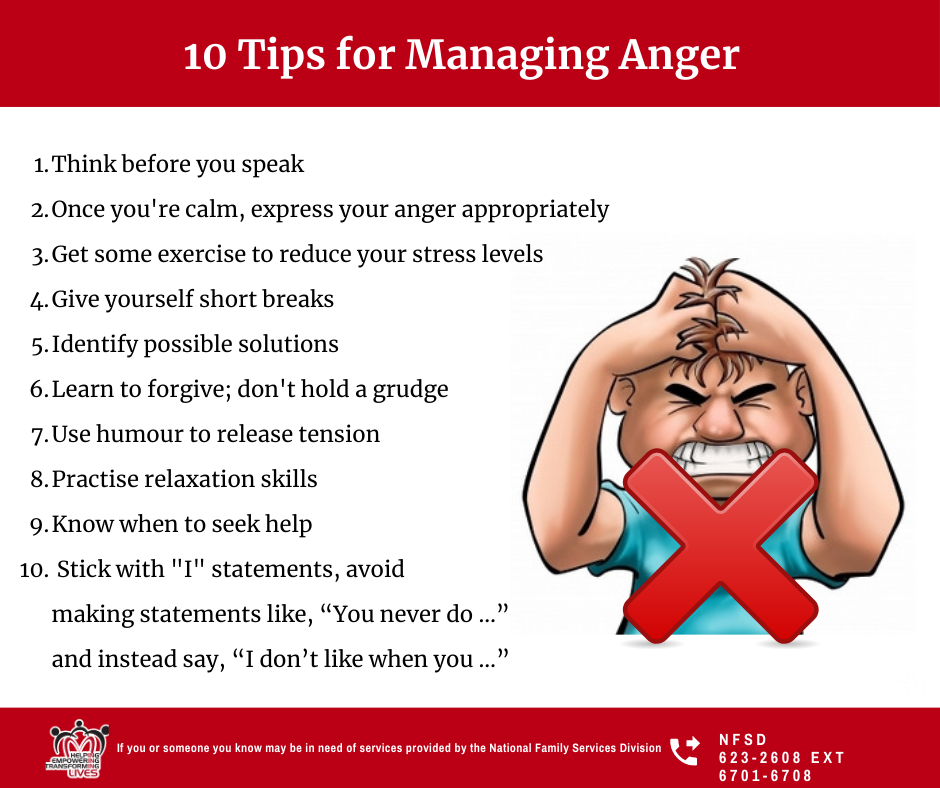 10 Tips for Managing Anger
1. Think before you speak
2. Once you're calm, express your anger appropriately
3. Get some exercise to reduce your stress levels
4. Give yourself short breaks
5. Identify possible solutions
6. Learn to forgive; don't hold a grudge
7. Use humour to release tension
8. Practise relaxation skills
9. Know when to seek help
10. Stick with "I" statements, avoid
making statements like, “You never do ...”
and instead say, “I don’t like when you ...”
HELPING
EMPOWERING
TRANSFORMING
LIVES
If you or someone you know may be in need of services provided by the National Family Services Division
NFSD
623-2608 EXT
6701-6708